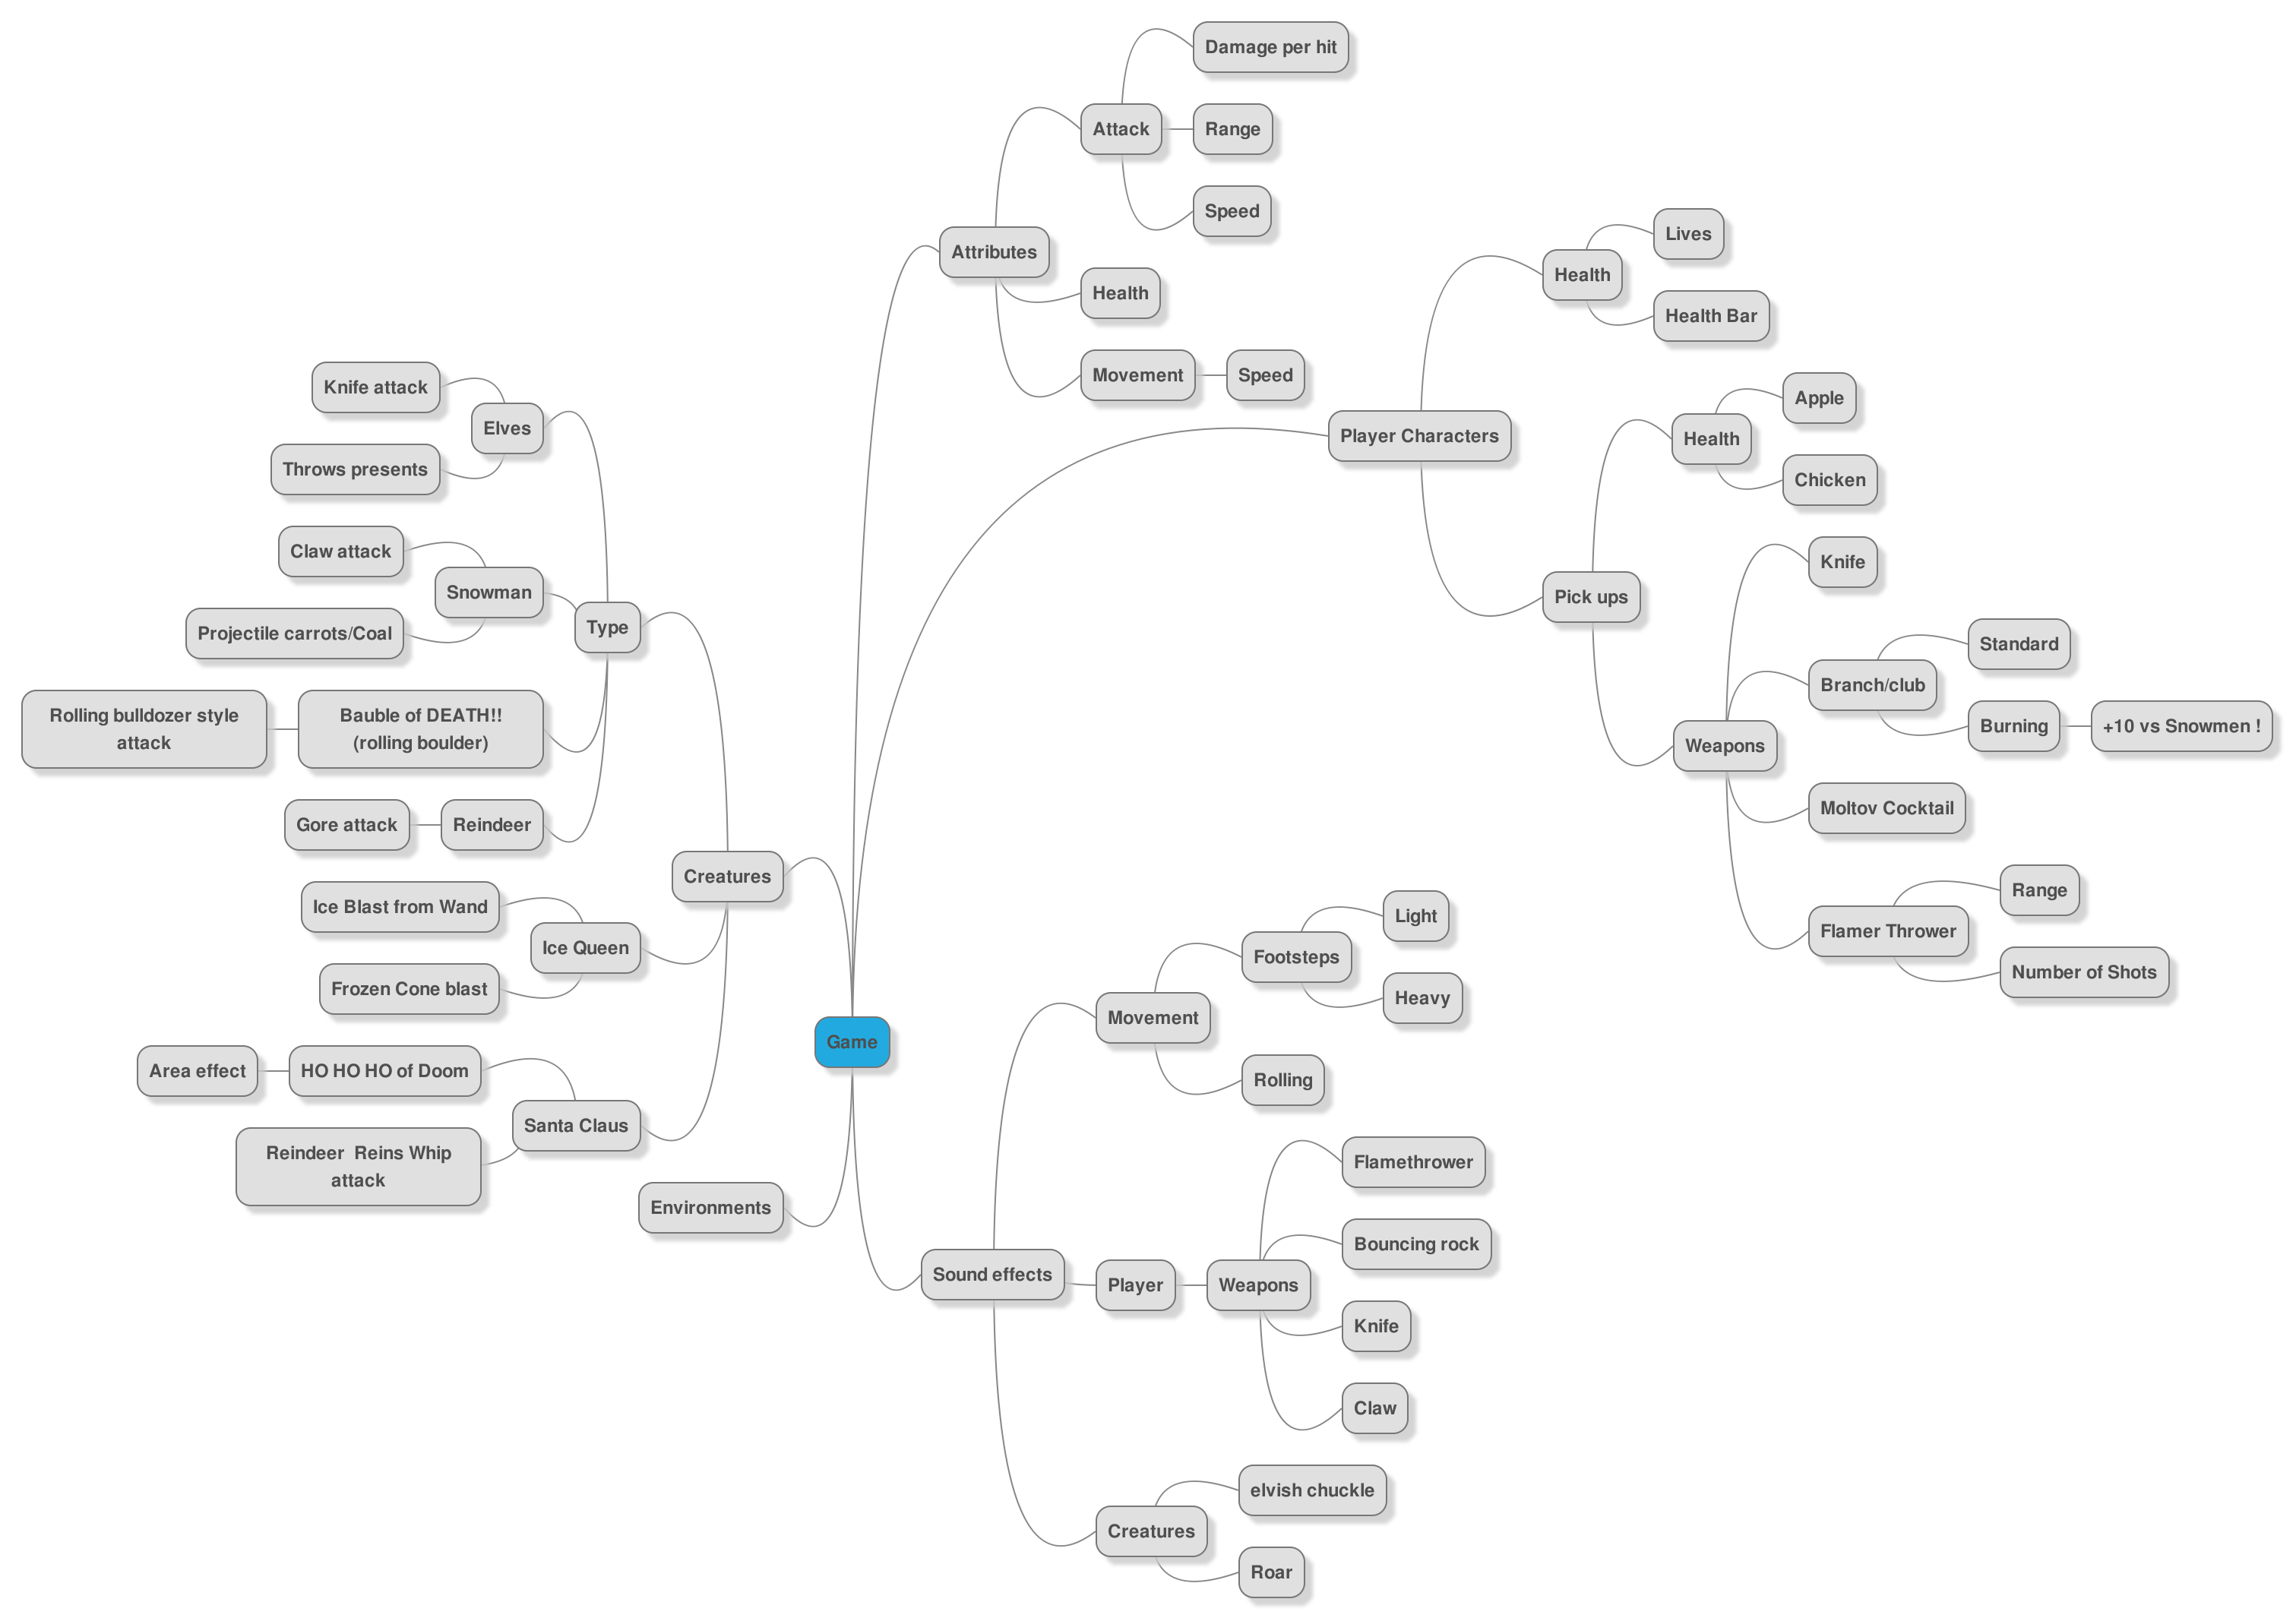 Damage per hit
Attack
Range
Speed
Attributes
Health
Movement
Speed
Player Characters
Health
Lives
Health Bar
Pick ups
Health
Apple
Chicken
Weapons
Knife
Branch/club
Standard
Burning
+10 vs Snowmen !
Moltov Cocktail
Flamer Thrower
Range
Number of Shots
Knife attack
Elves
Throws presents
Claw attack
Snowman
Projectile carrots/Coal
Type
Rolling bulldozer style
attack
Bauble of DEATH!!
(rolling boulder)
Gore attack
Reindeer
Creatures
Ice Blast from Wand
Ice Queen
Frozen Cone blast
Area effect
HO HO HO of Doom
Santa Claus
Reindeer  Reins Whip
attack
Game
Environments
Sound effects
Movement
Footsteps
Light
Heavy
Rolling
Player
Weapons
Flamethrower
Bouncing rock
Knife
Claw
Creatures
elvish chuckle
Roar